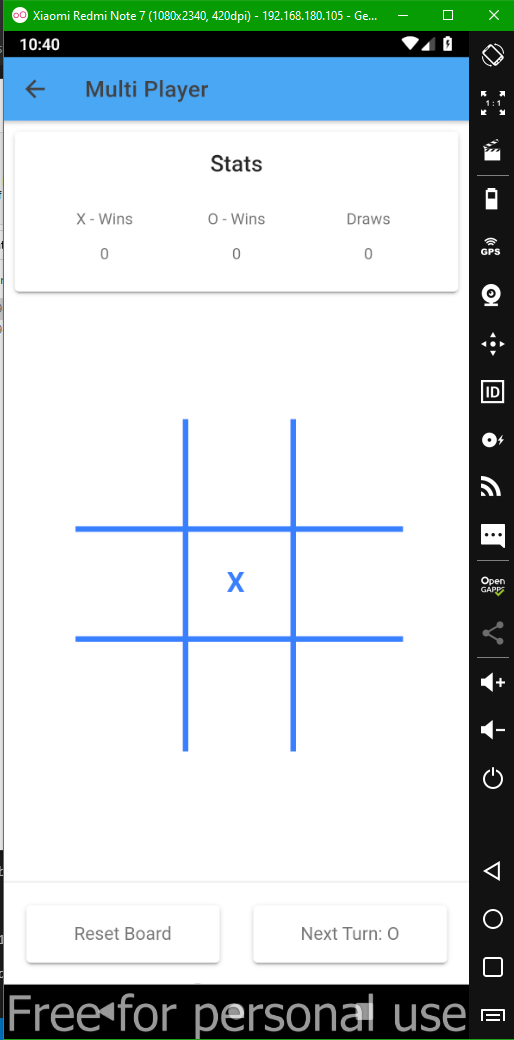 Xiaomi Redmi Note 7 (1080x2340, 420dpi) - 192.168.180.105 - Ge...
10:40
Multi Player
Stats
X - Wins O - Wins Draws
0 0 0
X
Reset Board Next Turn: O
Free for personal use
1:1
GPS
ID
Open
GAPPS